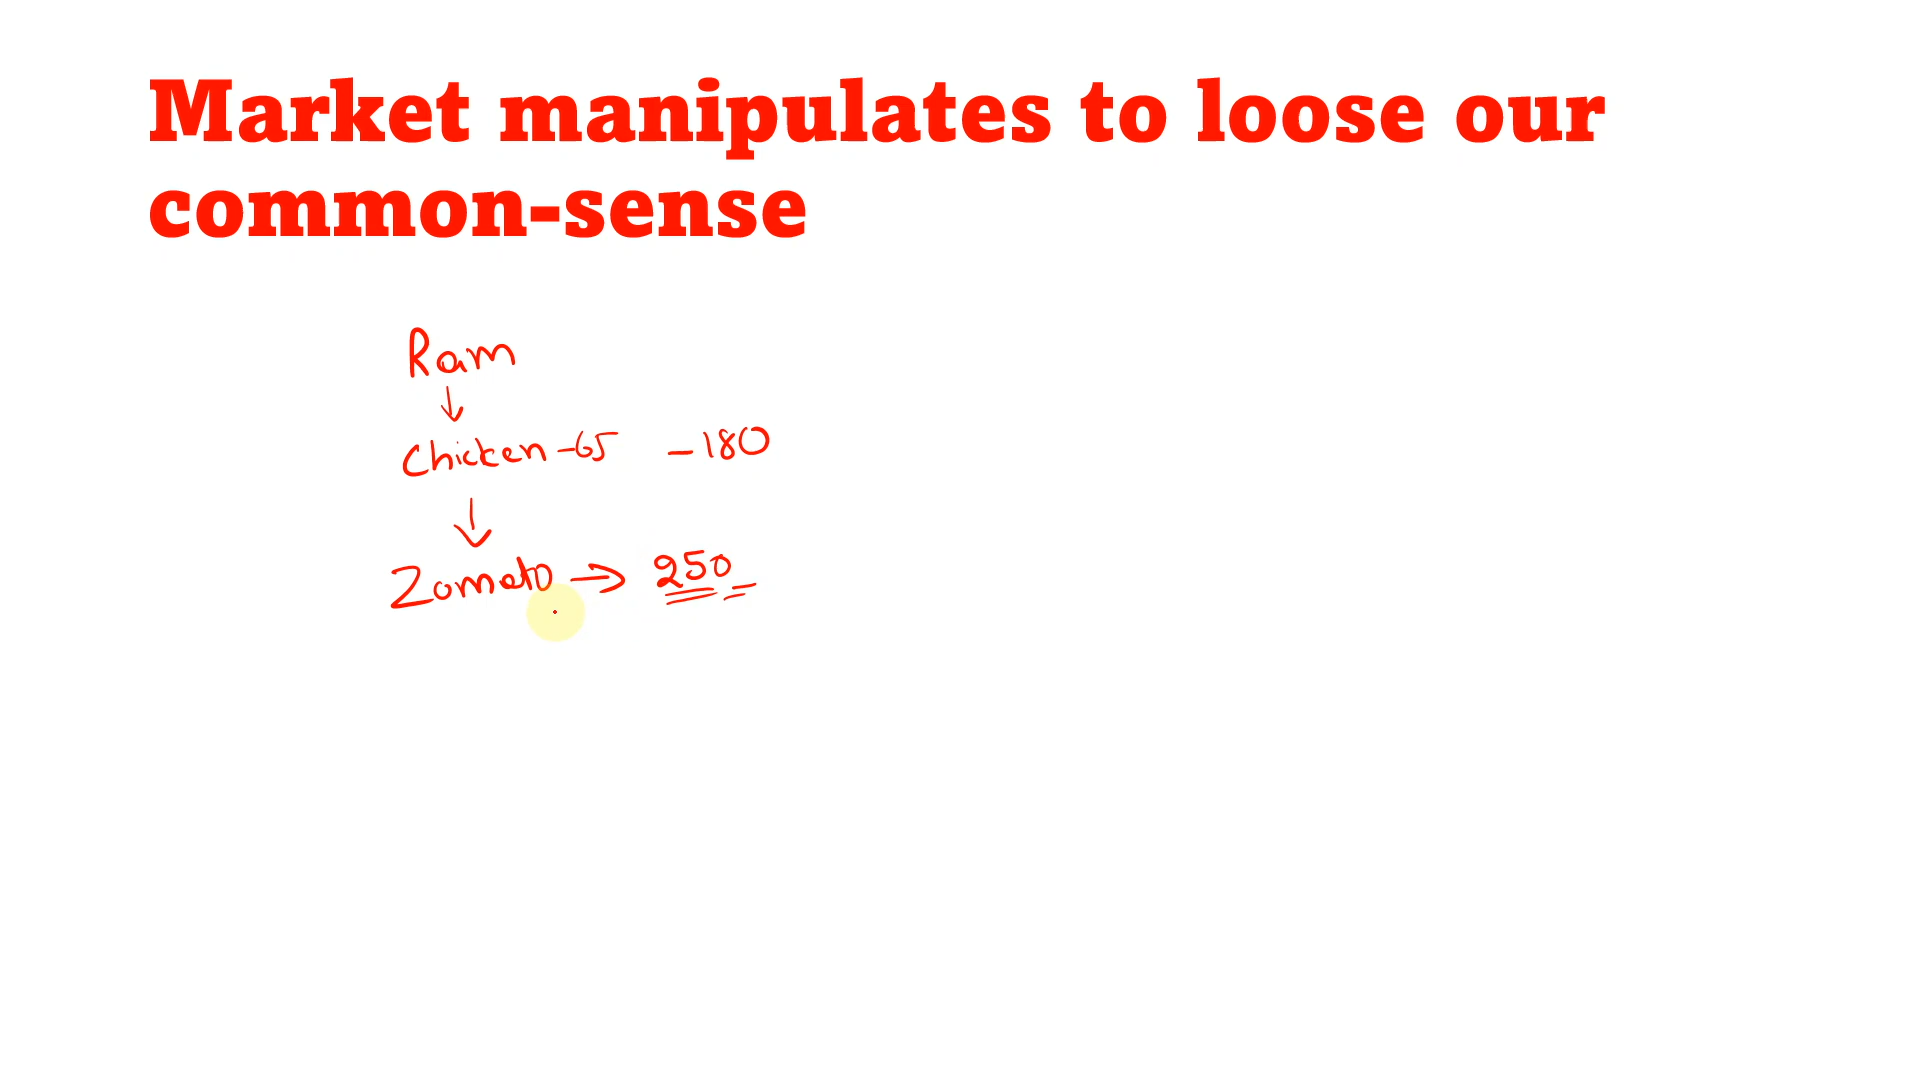 Market manipulates to loose our
common-sense
Ram
↓
Chicken-65 -180
↓
Zomato → 250